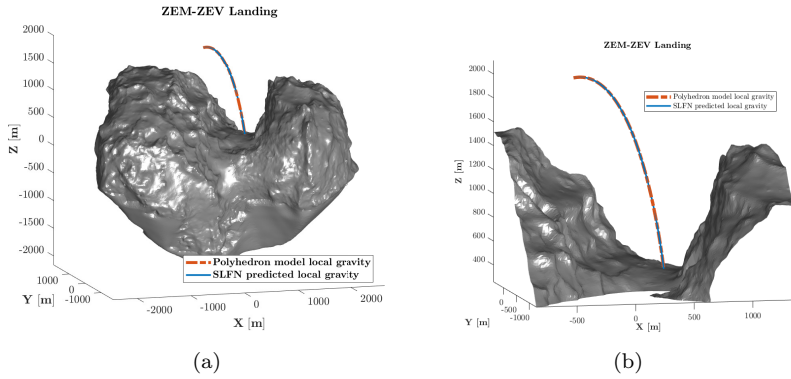 ZEM-ZEV Landing
2000
1500
1000
500
0
-500
-1000
-1500
-2000
Z [m]
1000
0
-1000
Y [m]
-2000
-1000
0
1000
2000
X [m]
Polyhedron model local gravity
SLFN predicted local gravity
(a)
ZEM-ZEV Landing
2000
1800
1600
1400
1200
1000
800
600
400
Z [m]
Polyhedron model local gravity
SLFN predicted local gravity
0
-500
-1000
Y [m]
-500
0
500
1000
X [m]
(b)